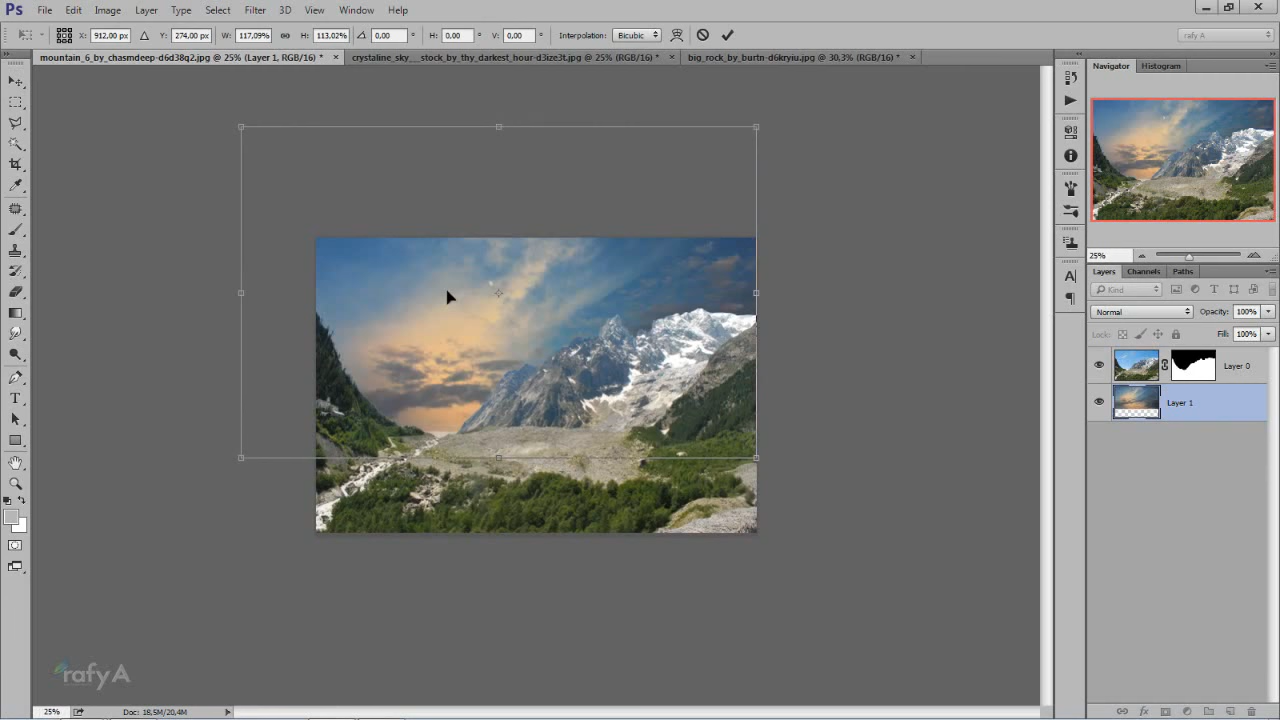 Ps File Edit Image Layer Type Select Filter 3D View Window Help
X: 912,00 px Y: 274,00 px W: 117,09% H: 113,02% 0,00 ° H: 0,00 ° V: 0,00 ° Interpolation: Bicubic rafy A
mountain_6_by_chasmdeep-d6d38q2.jpg @ 25% (Layer 1, RGB/16) * × crystaline_sky__stock_by_thy_darkest_hour-d3ize3t.jpg @ 25% (RGB/16) * × big_rock_by_burtn-d6kryiu.jpg @ 30,3% (RGB/16) * ×
Navigator Histogram
25%
Layers Channels Paths
Kind
Normal Opacity: 100%
Lock: Fill: 100%
Layer 0
Layer 1
rafy A
25% Doc: 18,5M/20,4M